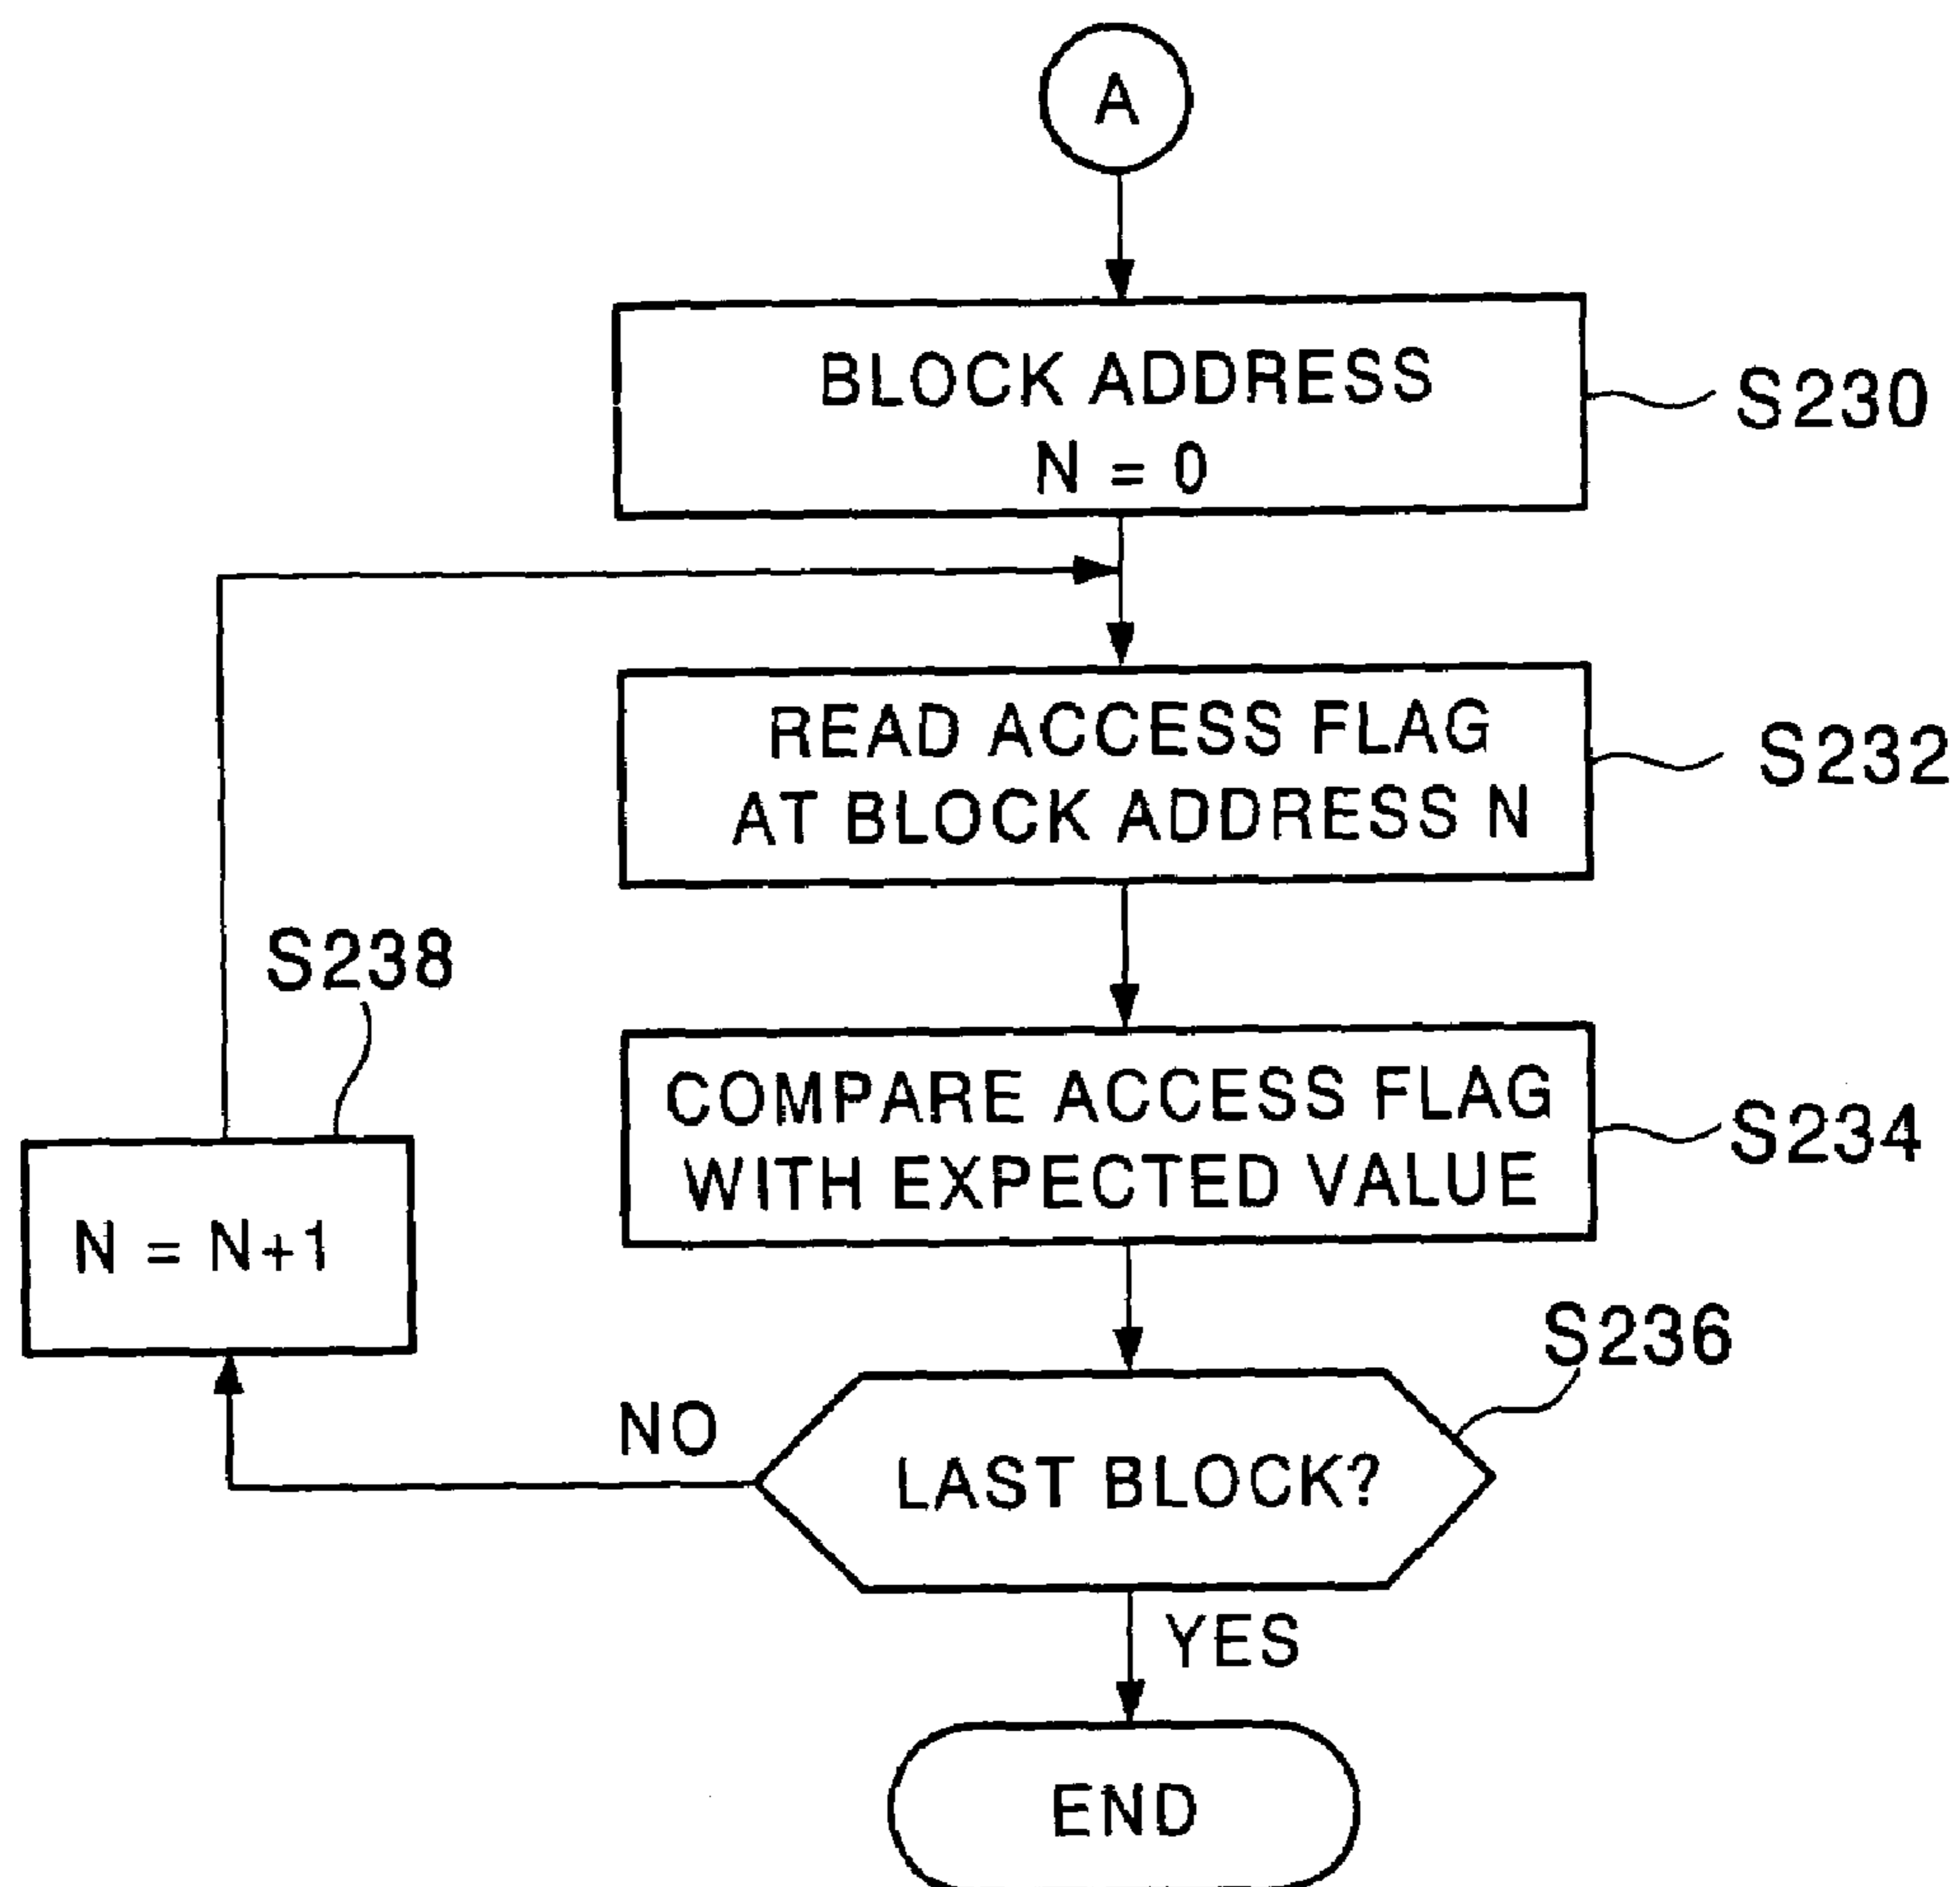 A
BLOCK ADDRESS
N = 0
S230
READ ACCESS FLAG
AT BLOCK ADDRESS N
S232
S238
COMPARE ACCESS FLAG
WITH EXPECTED VALUE
S234
N = N+1
S236
NO
LAST BLOCK?
YES
END